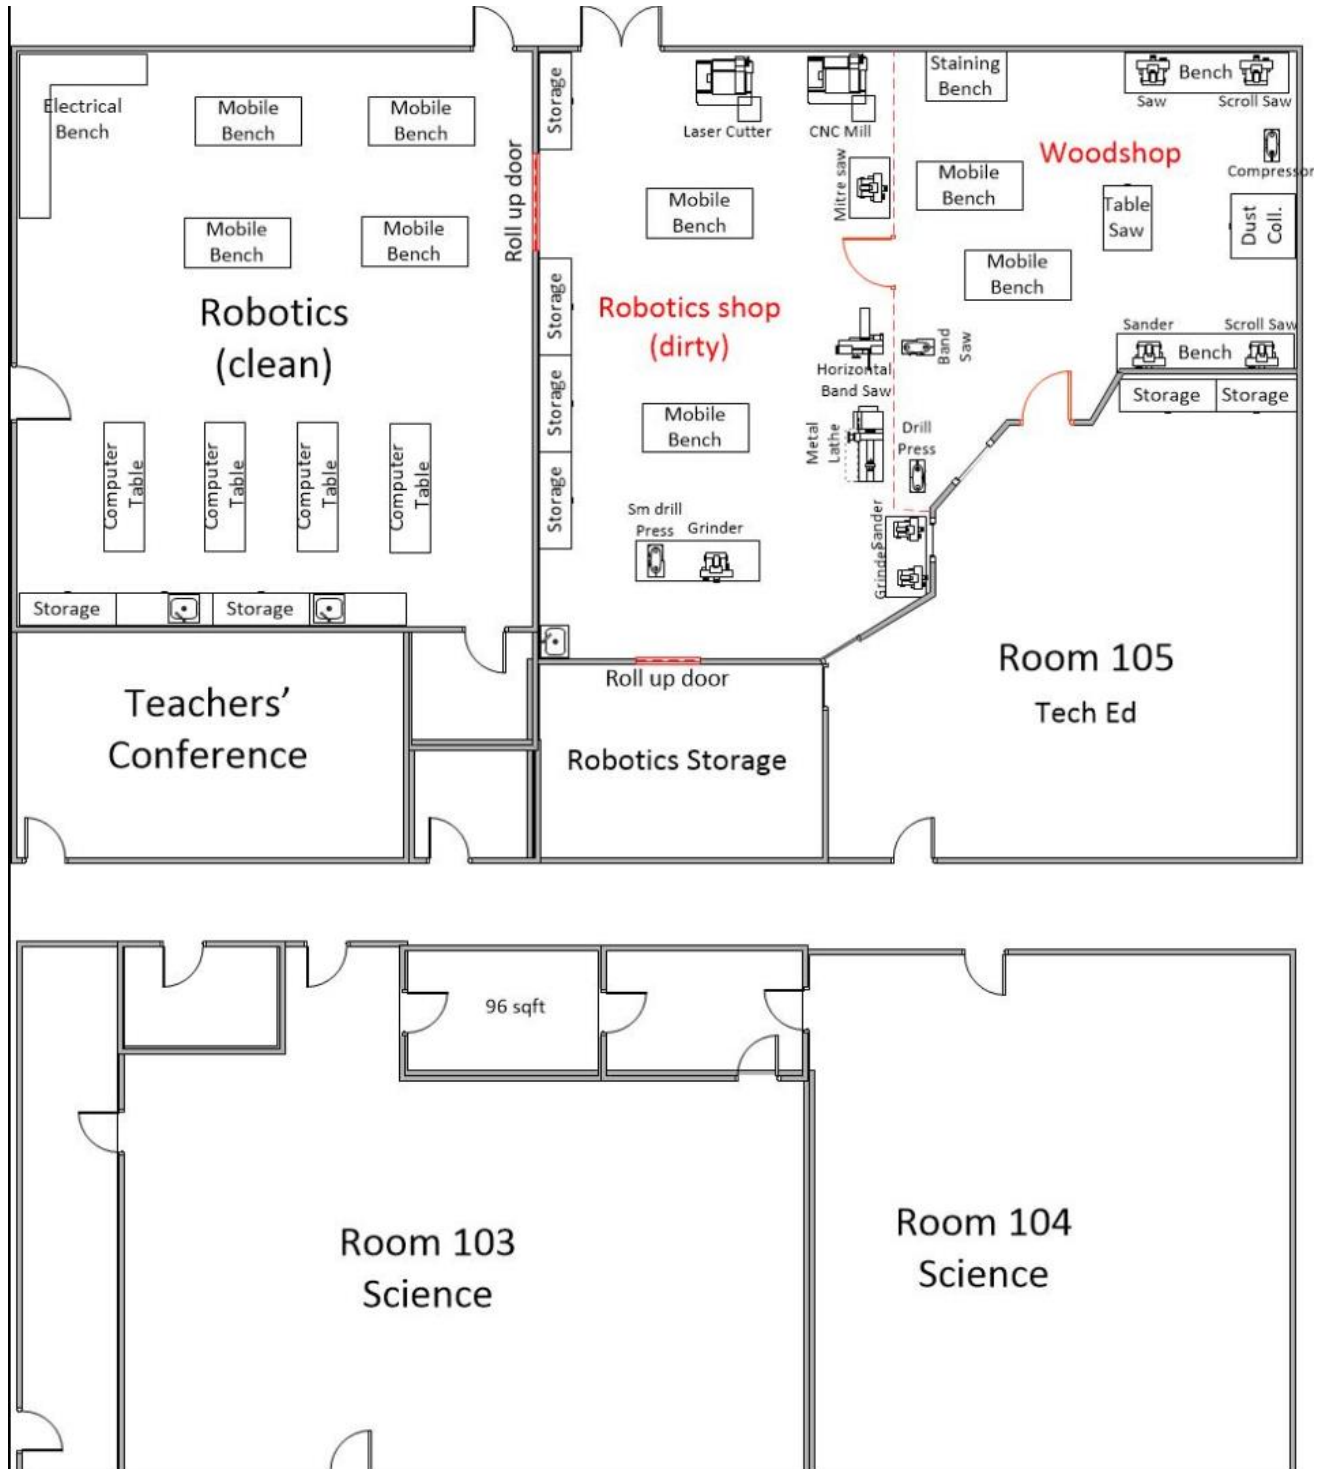 Electrical
Bench
Mobile
Bench
Mobile
Bench
Mobile
Bench
Mobile
Bench
Robotics
(clean)
Computer
Table
Computer
Table
Computer
Table
Computer
Table
Storage
Storage
Roll up door
Storage
Storage
Storage
Storage
Laser Cutter
CNC Mill
Mitre saw
Mobile
Bench
Robotics shop
(dirty)
Horizontal
Band Saw
Mobile
Bench
Metal
Lathe
Sm drill
Press
Grinder
Sander
Grinder
Roll up door
Staining
Bench
Saw
Bench
Scroll Saw
Woodshop
Compressor
Mobile
Bench
Table
Saw
Dust
Coll.
Mobile
Bench
Band
Saw
Sander
Bench
Scroll Saw
Storage
Storage
Drill
Press
Teachers’
Conference
Robotics Storage
Room 105
Tech Ed
96 sqft
Room 103
Science
Room 104
Science